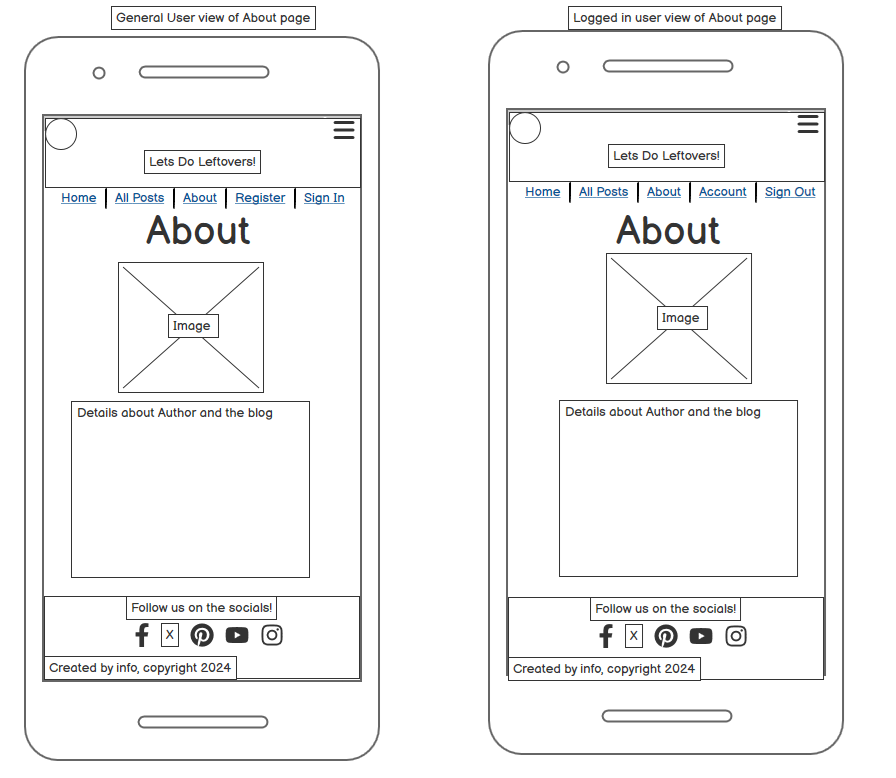 General User view of About page
Lets Do Leftovers!
Home All Posts About Register Sign In
About
Image
Details about Author and the blog
Follow us on the socials!
X
Created by info, copyright 2024
Logged in user view of About page
Lets Do Leftovers!
Home All Posts About Account Sign Out
About
Image
Details about Author and the blog
Follow us on the socials!
X
Created by info, copyright 2024